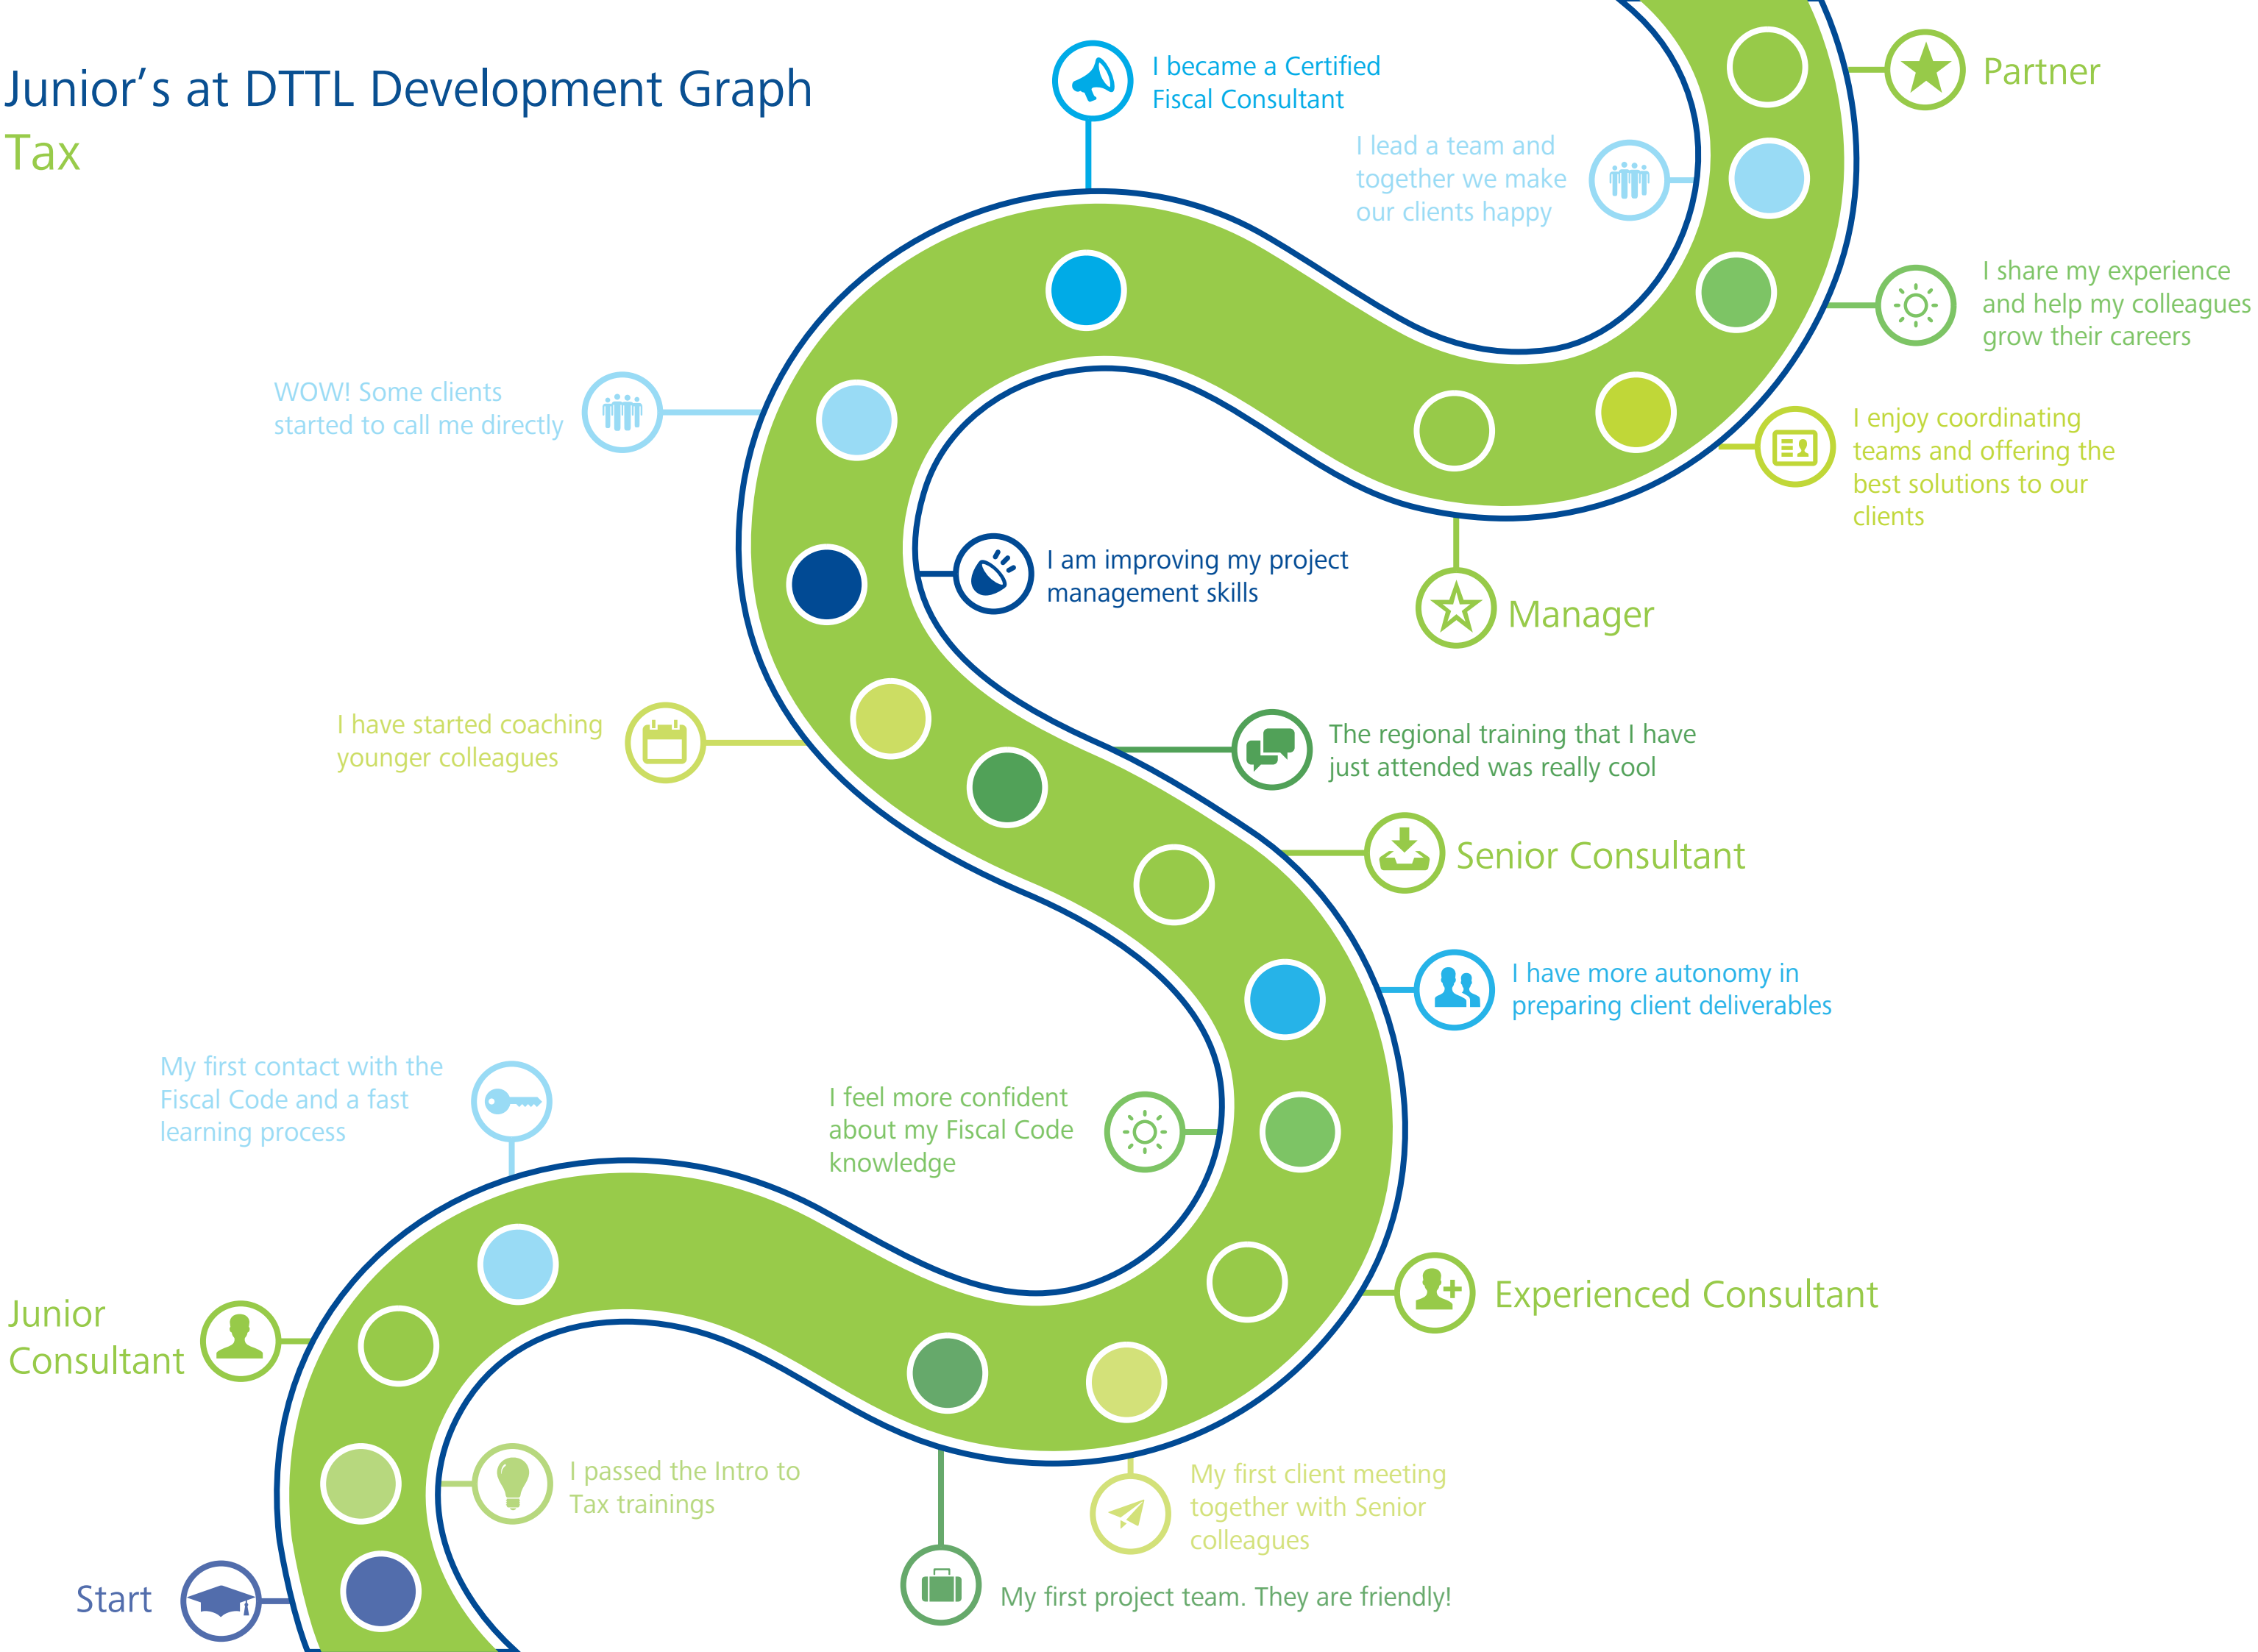 Junior's at DTTL Development Graph
Tax
I became a Certified
Fiscal Consultant
Partner
I lead a team and
together we make
our clients happy
I share my experience
and help my colleagues
grow their careers
WOW! Some clients
started to call me directly
I enjoy coordinating
teams and offering the
best solutions to our
clients
I am improving my project
management skills
Manager
I have started coaching
younger colleagues
The regional training that I have
just attended was really cool
Senior Consultant
I have more autonomy in
preparing client deliverables
My first contact with the
Fiscal Code and a fast
learning process
I feel more confident
about my Fiscal Code
knowledge
Junior
Consultant
Experienced Consultant
I passed the Intro to
Tax trainings
My first client meeting
together with Senior
colleagues
Start
My first project team. They are friendly!